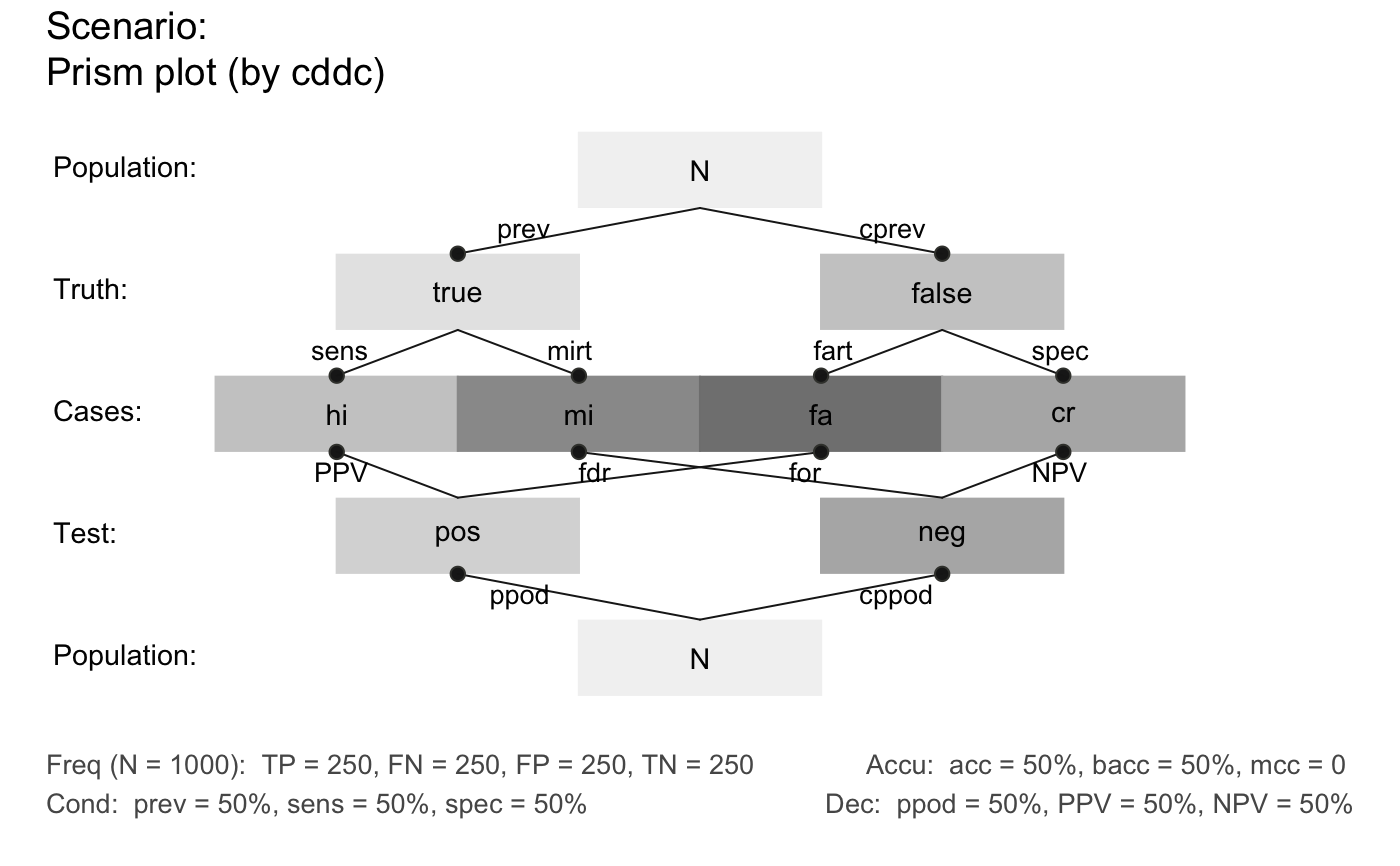 Scenario:
Prism plot (by cddc)
Population:
N
prev
cprev
Truth:
true
false
sens
mirt
fart
spec
Cases:
hi
mi
fa
cr
PPV
fdr
for
NPV
Test:
pos
neg
ppod
cppod
Population:
N
Freq (N = 1000):  TP = 250, FN = 250, FP = 250, TN = 250
Accu:  acc = 50%, bacc = 50%, mcc = 0
Cond:  prev = 50%, sens = 50%, spec = 50%
Dec:  ppod = 50%, PPV = 50%, NPV = 50%